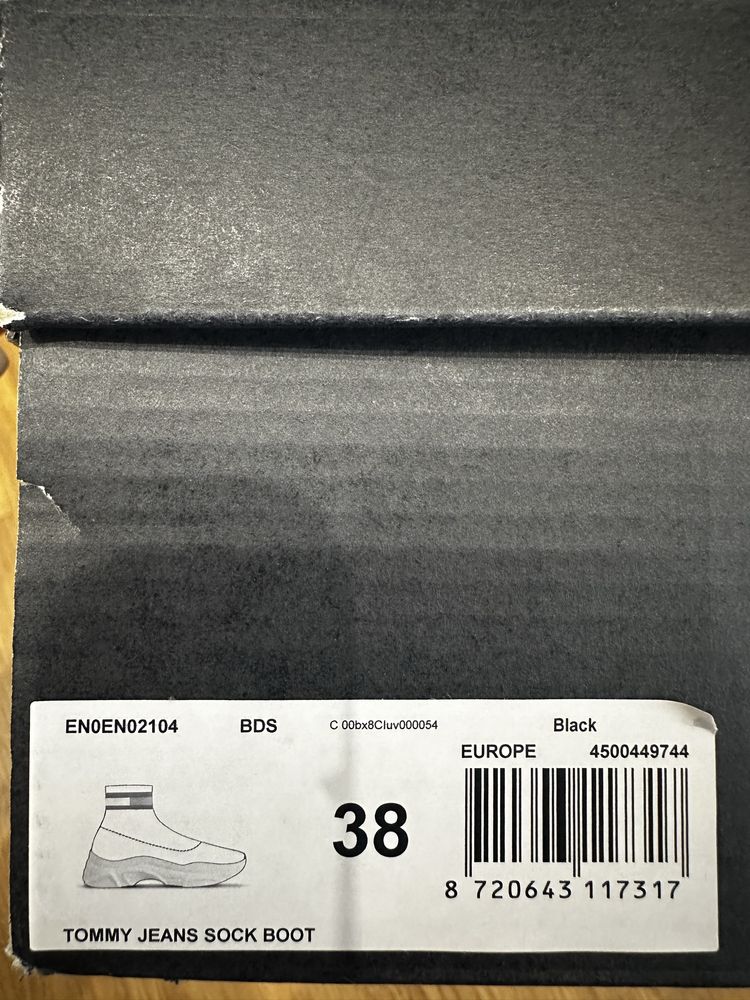 EN0EN02104 BDS C 00bx8Cluv000054 Black
EUROPE 4500449744
38
8 720643 117317
TOMMY JEANS SOCK BOOT